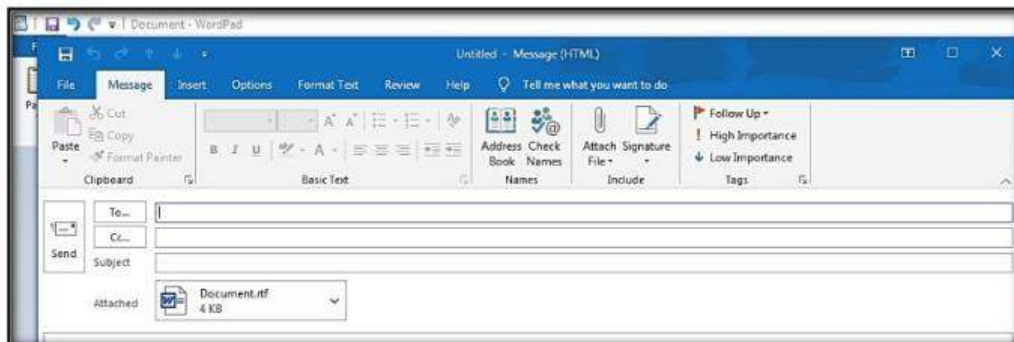 Document - WordPad
Untitled - Message (HTML)
File Message Insert Options Format Text Review Help Tell me what you want to do
Cut
Copy
Format Painter
Paste
Clipboard
B I U
A A
A
Basic Text
Address Book
Check Names
Names
Attach File
Signature
Include
Follow Up
High Importance
Low Importance
Tags
To...
Cc...
Send
Subject
Attached
Document.rtf
4 KB